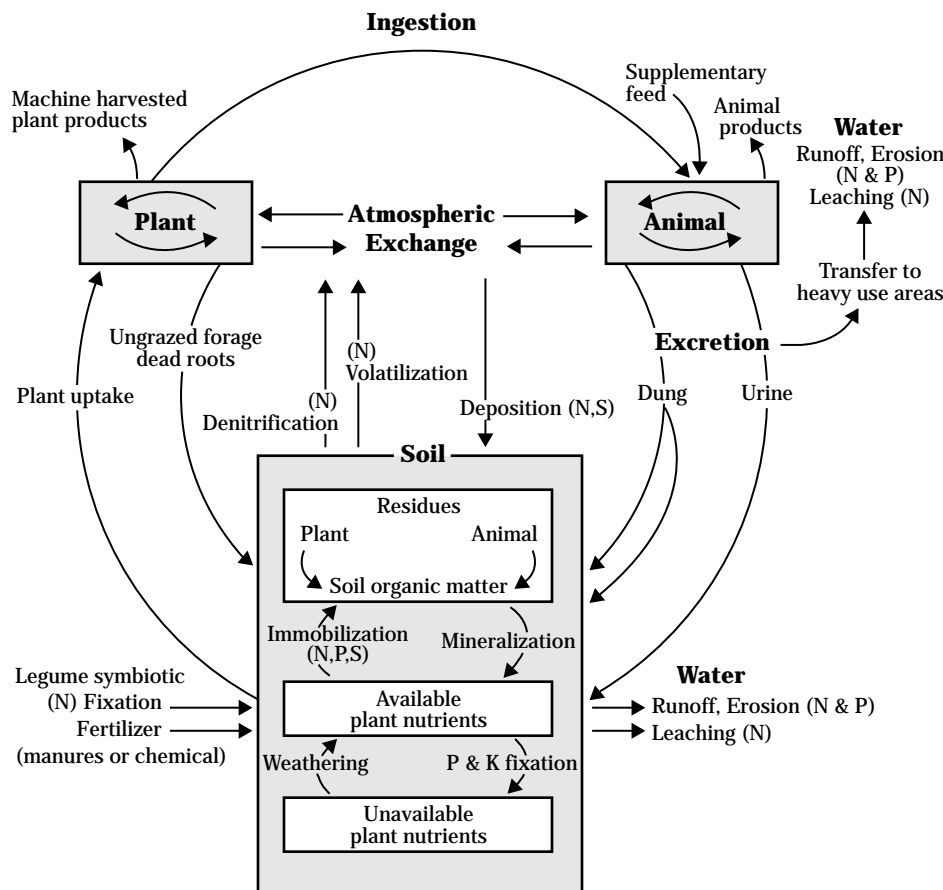 Ingestion
Machine harvested
plant products
Supplementary
feed
Animal
products
Water
Runoff, Erosion
(N & P)
Leaching (N)
Plant
Atmospheric
Exchange
Animal
Transfer to
heavy use areas
Ungrazed forage
dead roots
Excretion
Plant uptake
(N)
Denitrification
(N)
Volatilization
Deposition (N,S)
Dung
Urine
Soil
Residues
Plant
Animal
Soil organic matter
Immobilization
(N,P,S)
Mineralization
Legume symbiotic
(N) Fixation
Fertilizer
(manures or chemical)
Available
plant nutrients
Water
Runoff, Erosion (N & P)
Leaching (N)
Weathering
P & K fixation
Unavailable
plant nutrients